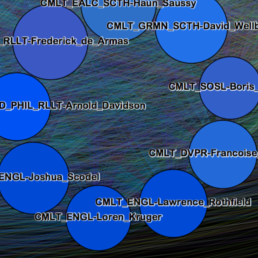 CMLT_EALC_SCTH-Haun_Saussy
CMLT_GRMN_SCTH-David_Wellb
RLLT-Frederick_de_Armas
CMLT_SOSL-Boris_
D_PHIL_RLLT-Arnold_Davidson
CMLT_DVPR-Francoise
ENGL-Joshua_Scodel
CMLT_ENGL-Lawrence_Rothfield
CMLT_ENGL-Loren_Kruger